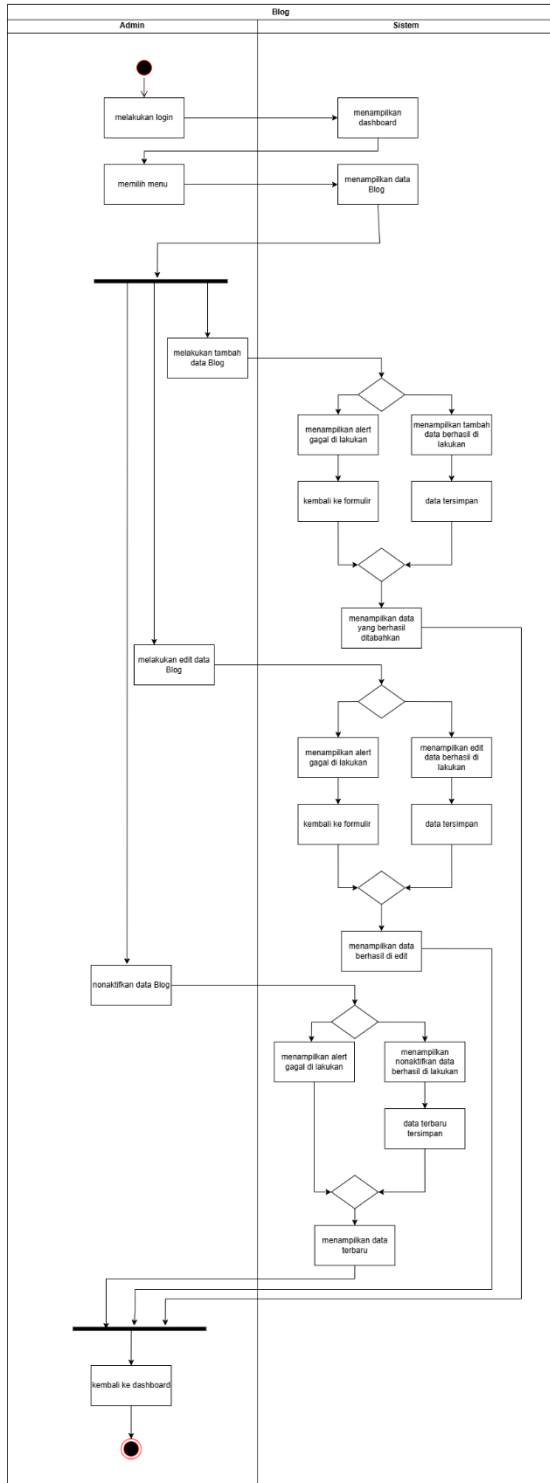 Blog
Admin
Sistem
melakukan login
menampilkan
dashboard
memilih menu
menampilkan data
Blog
melakukan tambah
data Blog
menampilkan alert
gagal di lakukan
menampilkan tambah
data berhasil di
lakukan
kembali ke formulir
data tersimpan
menampilkan data
yang berhasil
ditabahkan
melakukan edit data
Blog
menampilkan alert
gagal di lakukan
menampilkan edit
data berhasil di
lakukan
kembali ke formulir
data tersimpan
menampilkan data
berhasil di edit
nonaktifkan data Blog
menampilkan alert
gagal di lakukan
menampilkan
nonaktifkan data
berhasil di lakukan
data terbaru
tersimpan
menampilkan data
terbaru
kembali ke dashboard